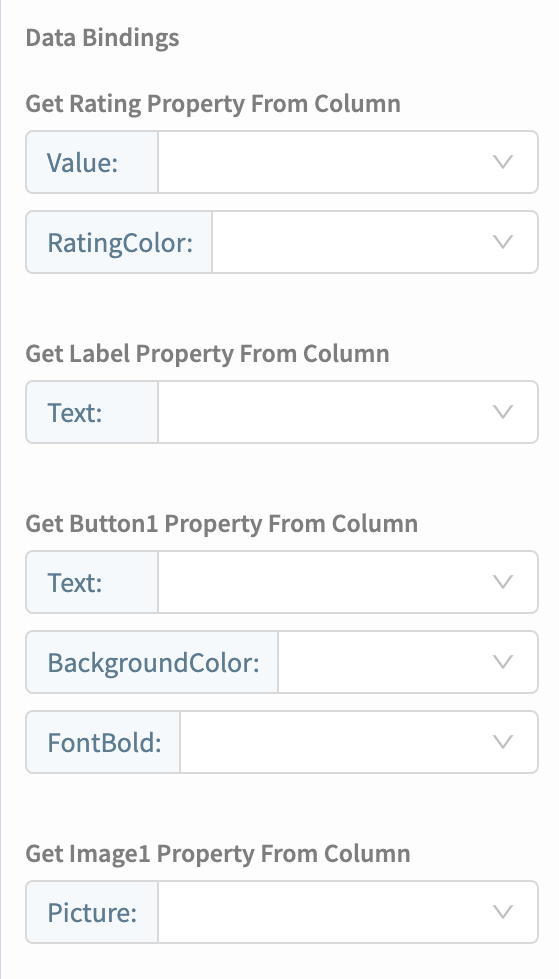 Data Bindings
Get Rating Property From Column
Value:
RatingColor:
Get Label Property From Column
Text:
Get Button1 Property From Column
Text:
BackgroundColor:
FontBold:
Get Image1 Property From Column
Picture: